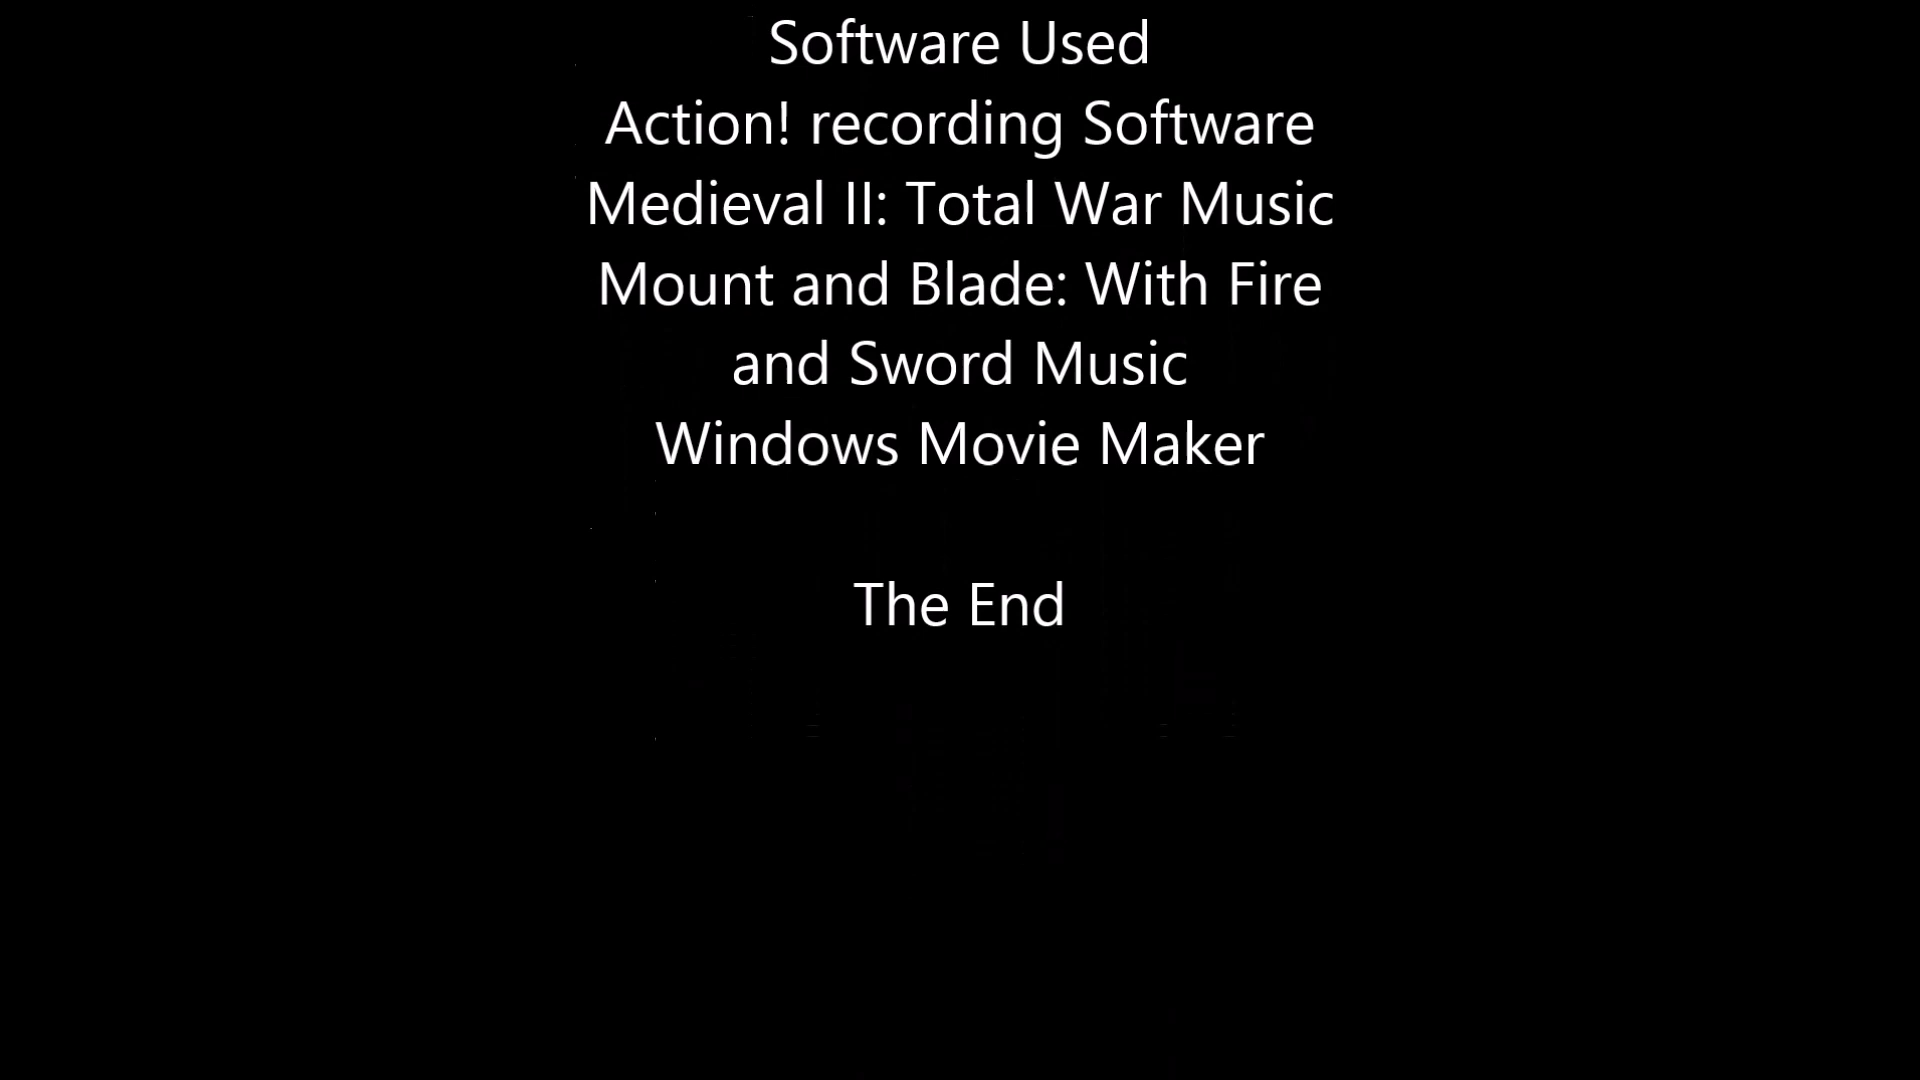 Software Used
Action! recording Software
Medieval II: Total War Music
Mount and Blade: With Fire
and Sword Music
Windows Movie Maker
The End